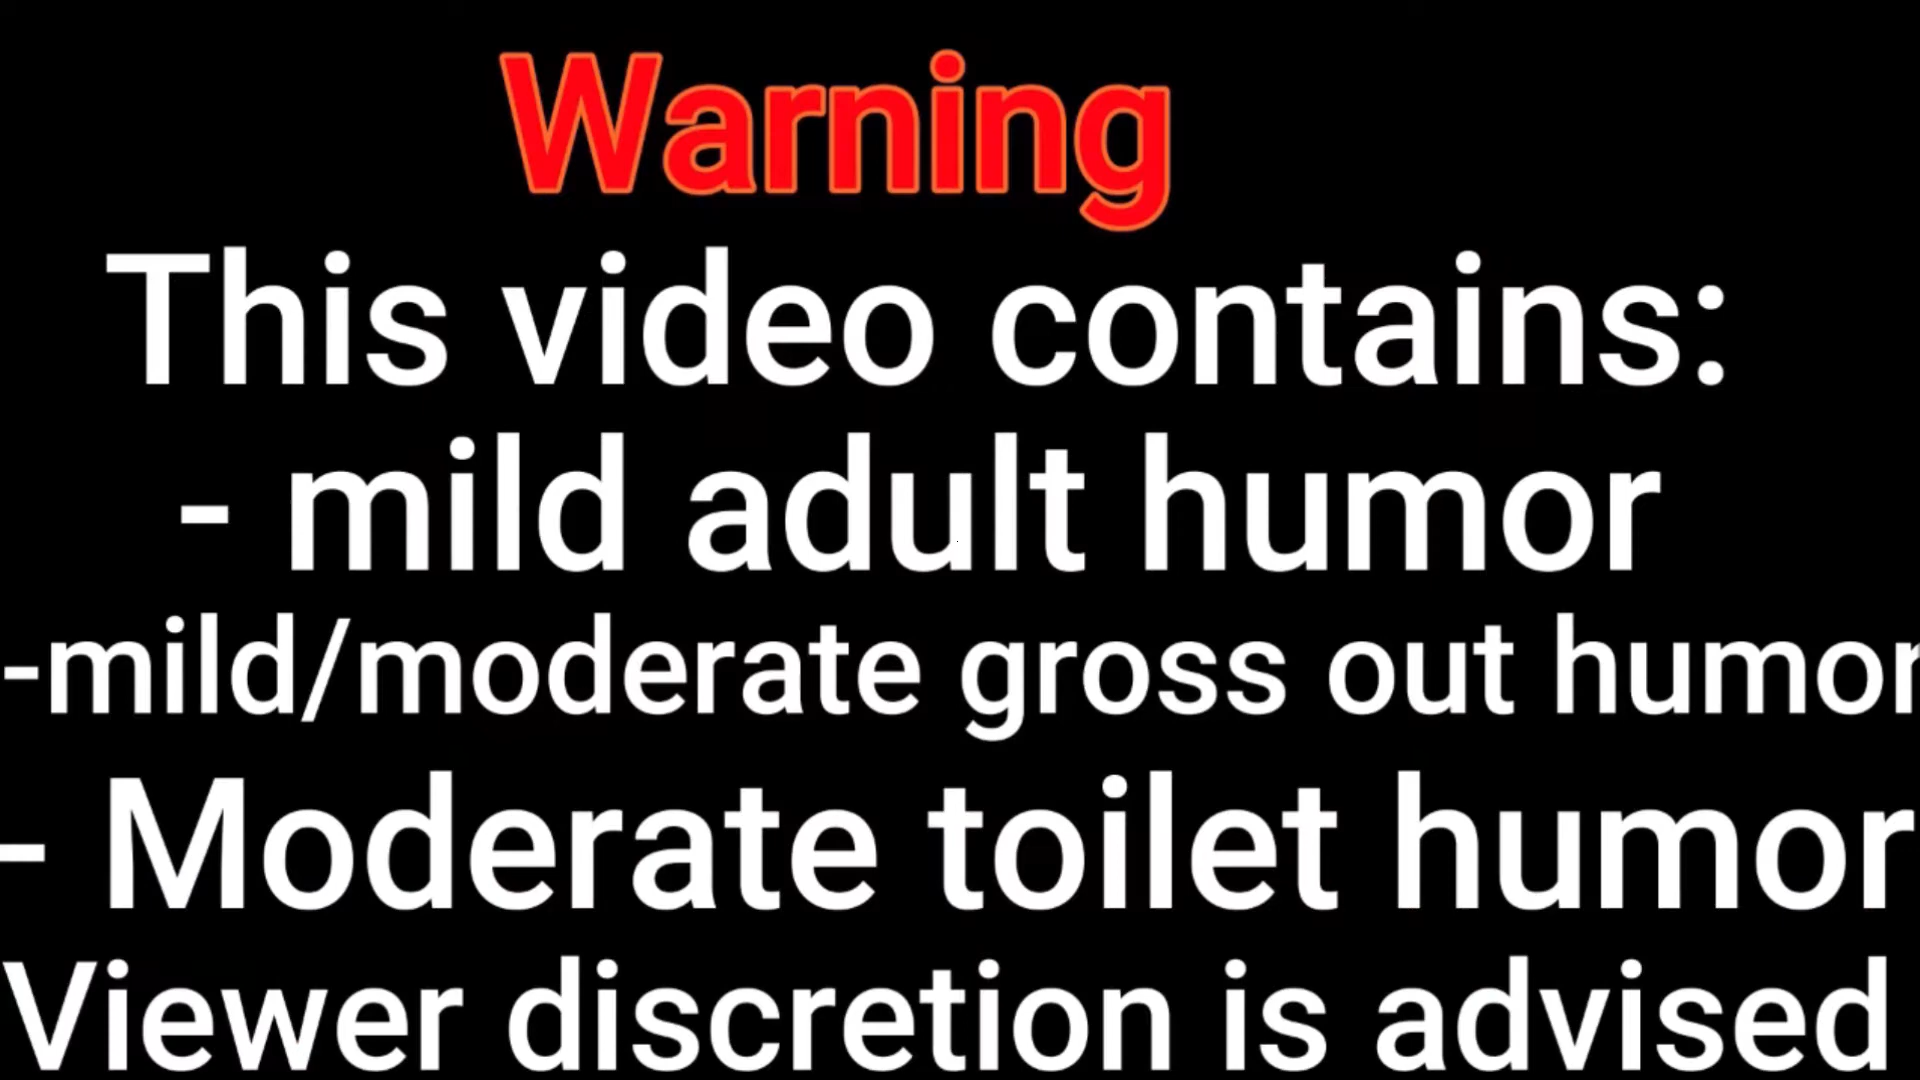 Warning
This video contains:
- mild adult humor
-mild/moderate gross out humor
- Moderate toilet humor
Viewer discretion is advised